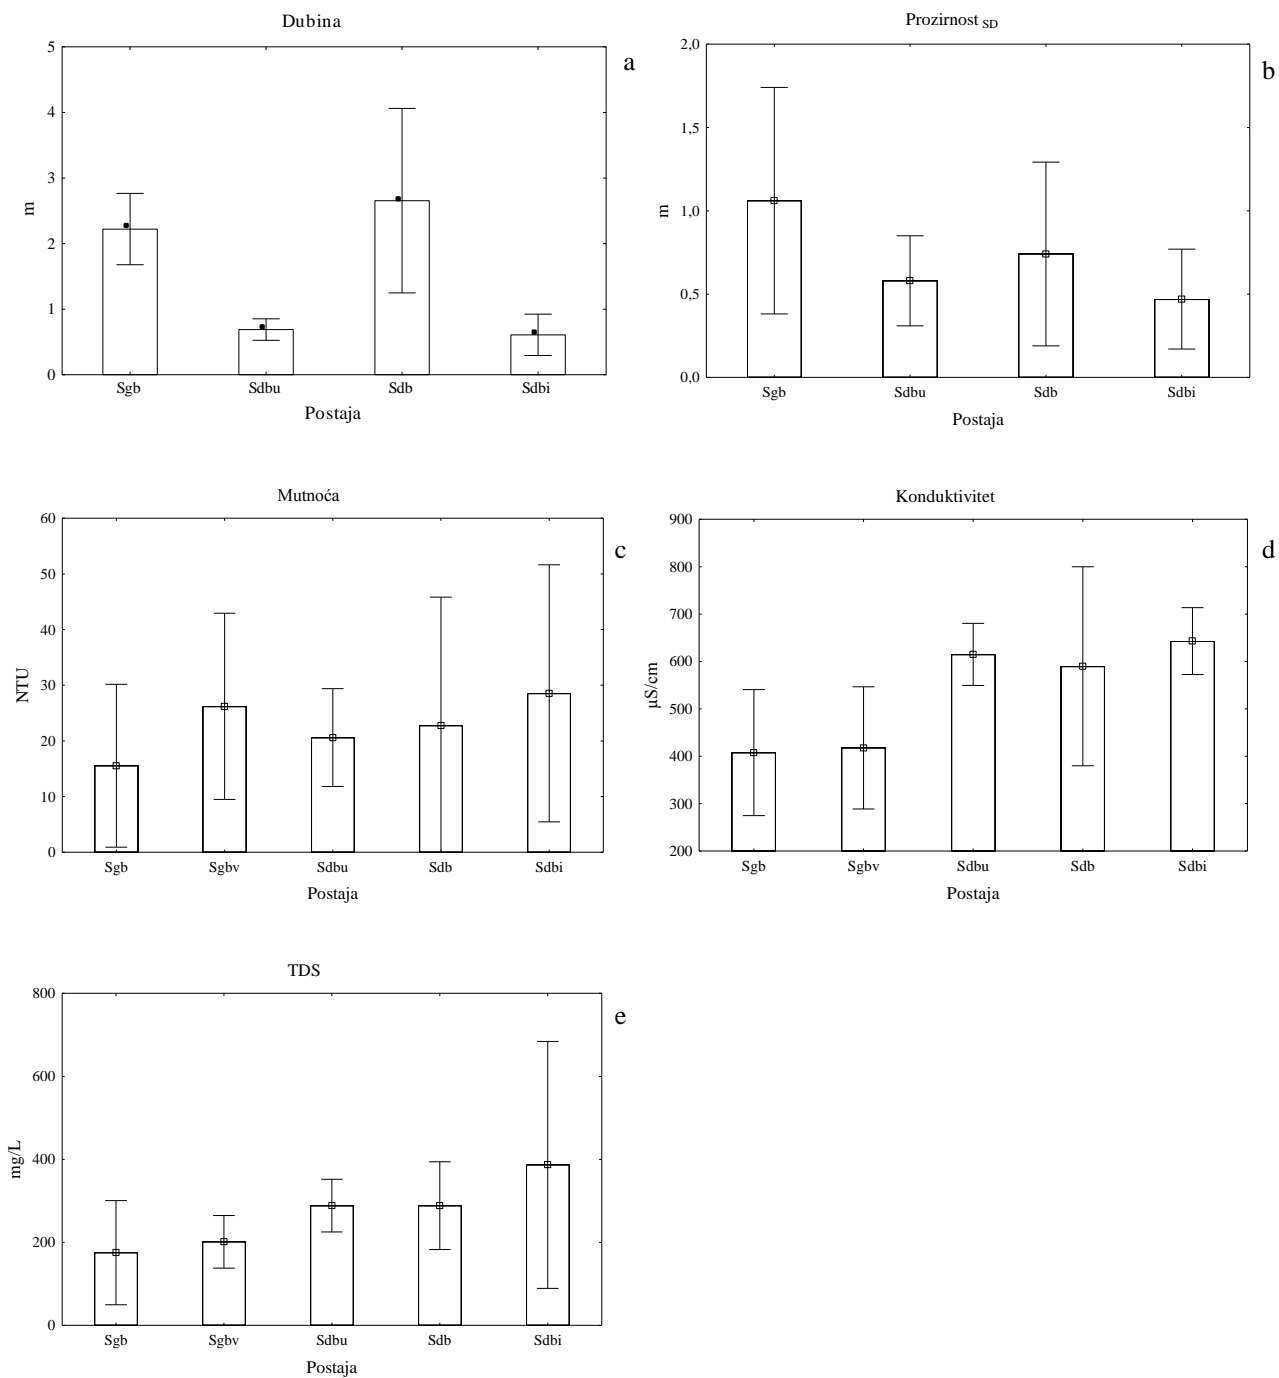 Dubina
a
5
4
3
2
1
0
m
Sgb Sdbu Sdb Sdbi
Postaja
Prozirnost SD
b
2,0
1,5
1,0
0,5
0,0
m
Sgb Sdbu Sdb Sdbi
Postaja
Mutnoća
c
60
50
40
30
20
10
0
NTU
Sgb Sgbv Sdbu Sdb Sdbi
Postaja
Konduktivitet
d
900
800
700
600
500
400
300
200
µS/cm
Sgb Sgbv Sdbu Sdb Sdbi
Postaja
TDS
e
800
600
400
200
0
mg/L
Sgb Sgbv Sdbu Sdb Sdbi
Postaja